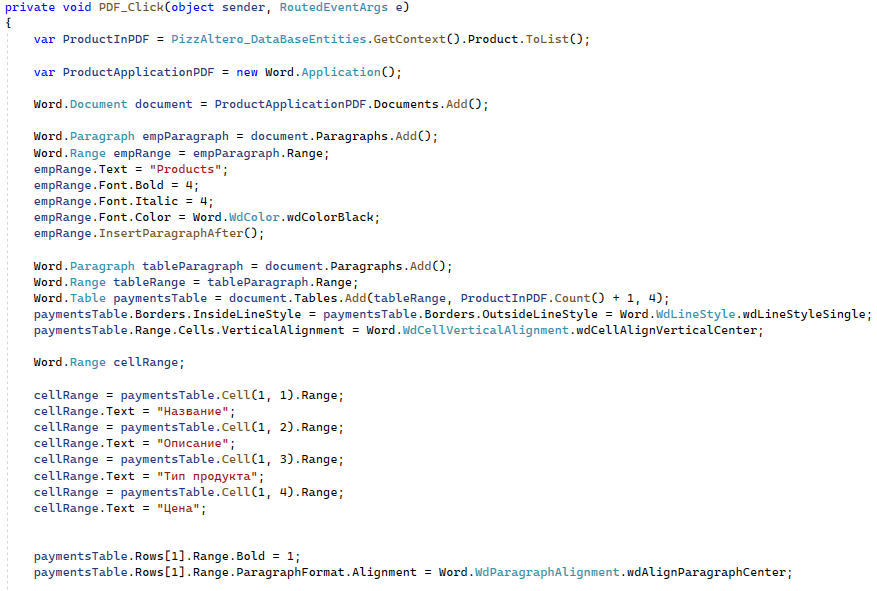 private void PDF_Click(object sender, RoutedEventArgs e)
{
var ProductInPDF = PizzAltero_DataBaseEntities.GetContext().Product.ToList();
var ProductApplicationPDF = new Word.Application();
Word.Document document = ProductApplicationPDF.Documents.Add();
Word.Paragraph empParagraph = document.Paragraphs.Add();
Word.Range empRange = empParagraph.Range;
empRange.Text = "Products";
empRange.Font.Bold = 4;
empRange.Font.Italic = 4;
empRange.Font.Color = Word.WdColor.wdColorBlack;
empRange.InsertParagraphAfter();
Word.Paragraph tableParagraph = document.Paragraphs.Add();
Word.Range tableRange = tableParagraph.Range;
Word.Table paymentsTable = document.Tables.Add(tableRange, ProductInPDF.Count() + 1, 4);
paymentsTable.Borders.InsideLineStyle = paymentsTable.Borders.OutsideLineStyle = Word.WdLineStyle.wdLineStyleSingle;
paymentsTable.Range.Cells.VerticalAlignment = Word.WdCellVerticalAlignment.wdCellAlignVerticalCenter;
Word.Range cellRange;
cellRange = paymentsTable.Cell(1, 1).Range;
cellRange.Text = "Название";
cellRange = paymentsTable.Cell(1, 2).Range;
cellRange.Text = "Описание";
cellRange = paymentsTable.Cell(1, 3).Range;
cellRange.Text = "Тип продукта";
cellRange = paymentsTable.Cell(1, 4).Range;
cellRange.Text = "Цена";
paymentsTable.Rows[1].Range.Bold = 1;
paymentsTable.Rows[1].Range.ParagraphFormat.Alignment = Word.WdParagraphAlignment.wdAlignParagraphCenter;